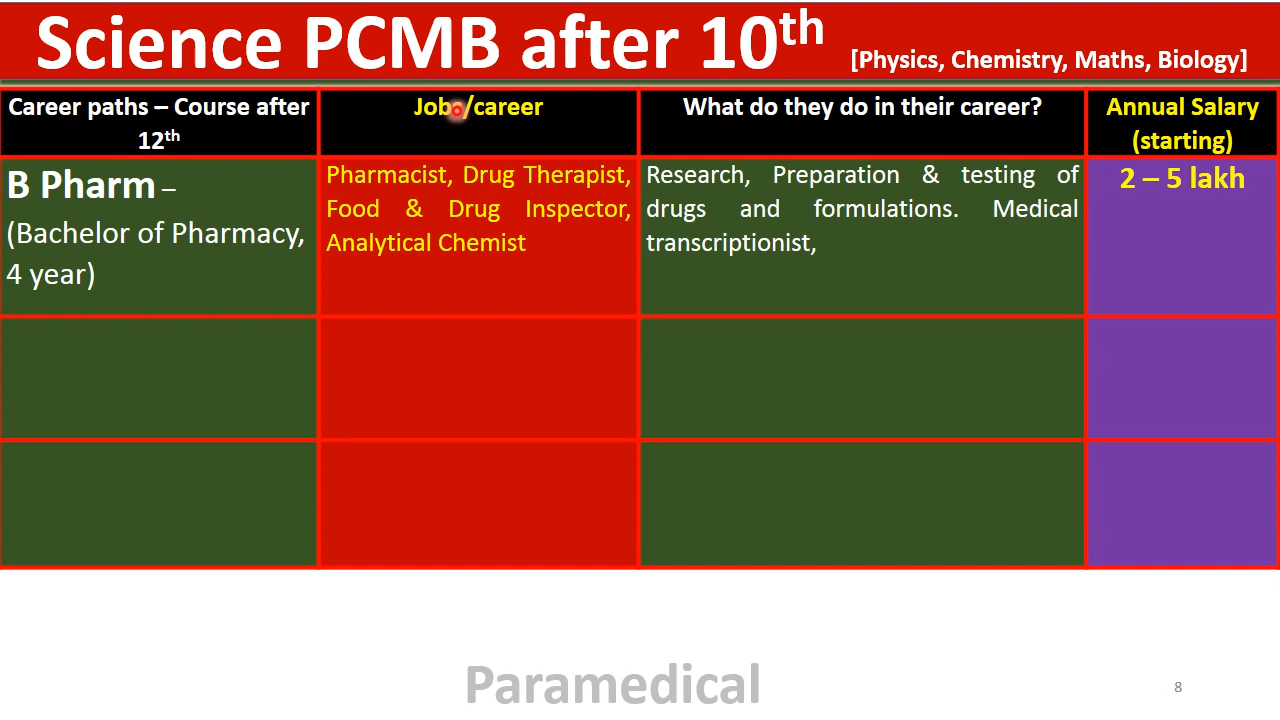 Science PCMB after 10th [Physics, Chemistry, Maths, Biology]
Career paths – Course after
12th
Jobs/career
What do they do in their career?
Annual Salary
(starting)
B Pharm –
(Bachelor of Pharmacy,
4 year)
Pharmacist, Drug Therapist,
Food & Drug Inspector,
Analytical Chemist
Research, Preparation & testing of
drugs and formulations. Medical
transcriptionist,
2 – 5 lakh
Paramedical
8